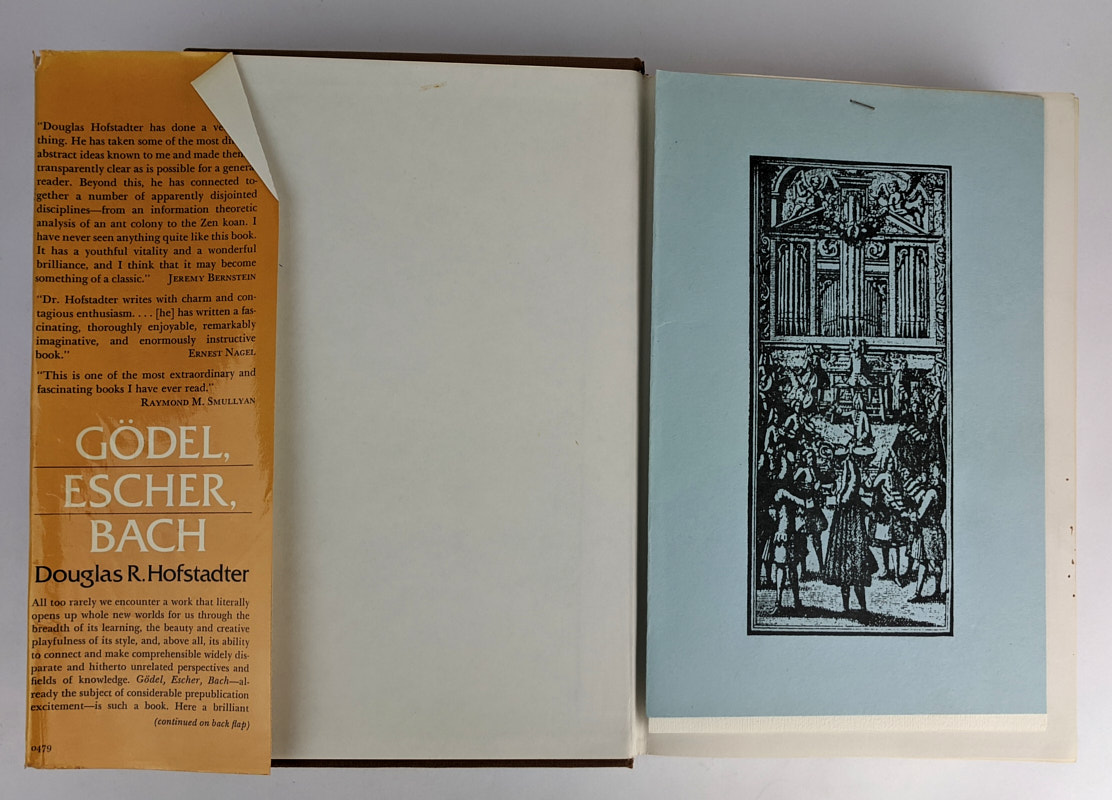 "Douglas Hofstadter has done a ve
thing. He has taken some of the most
abstract ideas known to me and made
transparently clear as is possible for a
reader. Beyond this, he has connected to-
gether a number of apparently disjointed
disciplines—from an information theoretic
analysis of an ant colony to the Zen koan. I
have never seen anything quite like this book.
It has a youthful vitality and a wonderful
brilliance, and I think that it may become
something of a classic." JEREMY BERNSTEIN
"Dr. Hofstadter writes with charm and con-
tagious enthusiasm. . . . [he] has written a fas-
cinating, thoroughly enjoyable, remarkably
imaginative, and enormously instructive
book." ERNEST NAGEL
"This is one of the most extraordinary and
fascinating books I have ever read."
RAYMOND M. SMULLYAN
GÖDEL,
ESCHER,
BACH
Douglas R. Hofstadter
All too rarely we encounter a work that literally
opens up whole new worlds for us through the
breadth of its learning, the beauty and creative
playfulness of its style, and, above all, its ability
to connect and make comprehensible widely dis-
parate and hitherto unrelated perspectives and
fields of knowledge. Gödel, Escher, Bach—al-
ready the subject of considerable prepublication
excitement—is such a book. Here a brilliant
(continued on back flap)
0479